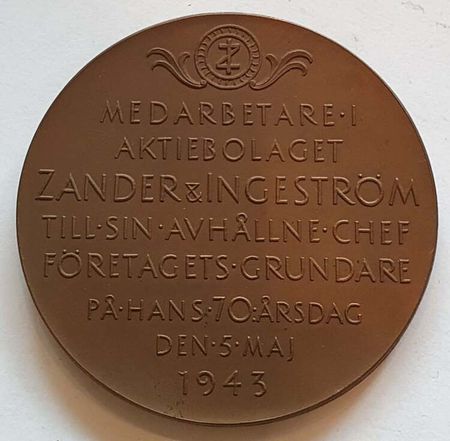 MEDARBETARE·I
AKTIEBOLAGET
ZANDER&INGESTRÖM
TILL·SIN·AVHÅLLNE·CHEF
FÖRETAGETS·GRUNDARE
PÅ·HANS·70:ÅRSDAG
DEN·5·MAJ
1943